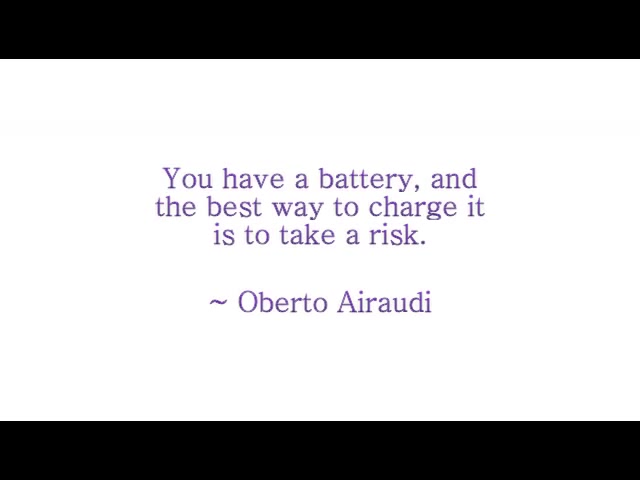 You have a battery, and
the best way to charge it
is to take a risk.
~ Oberto Airaudi